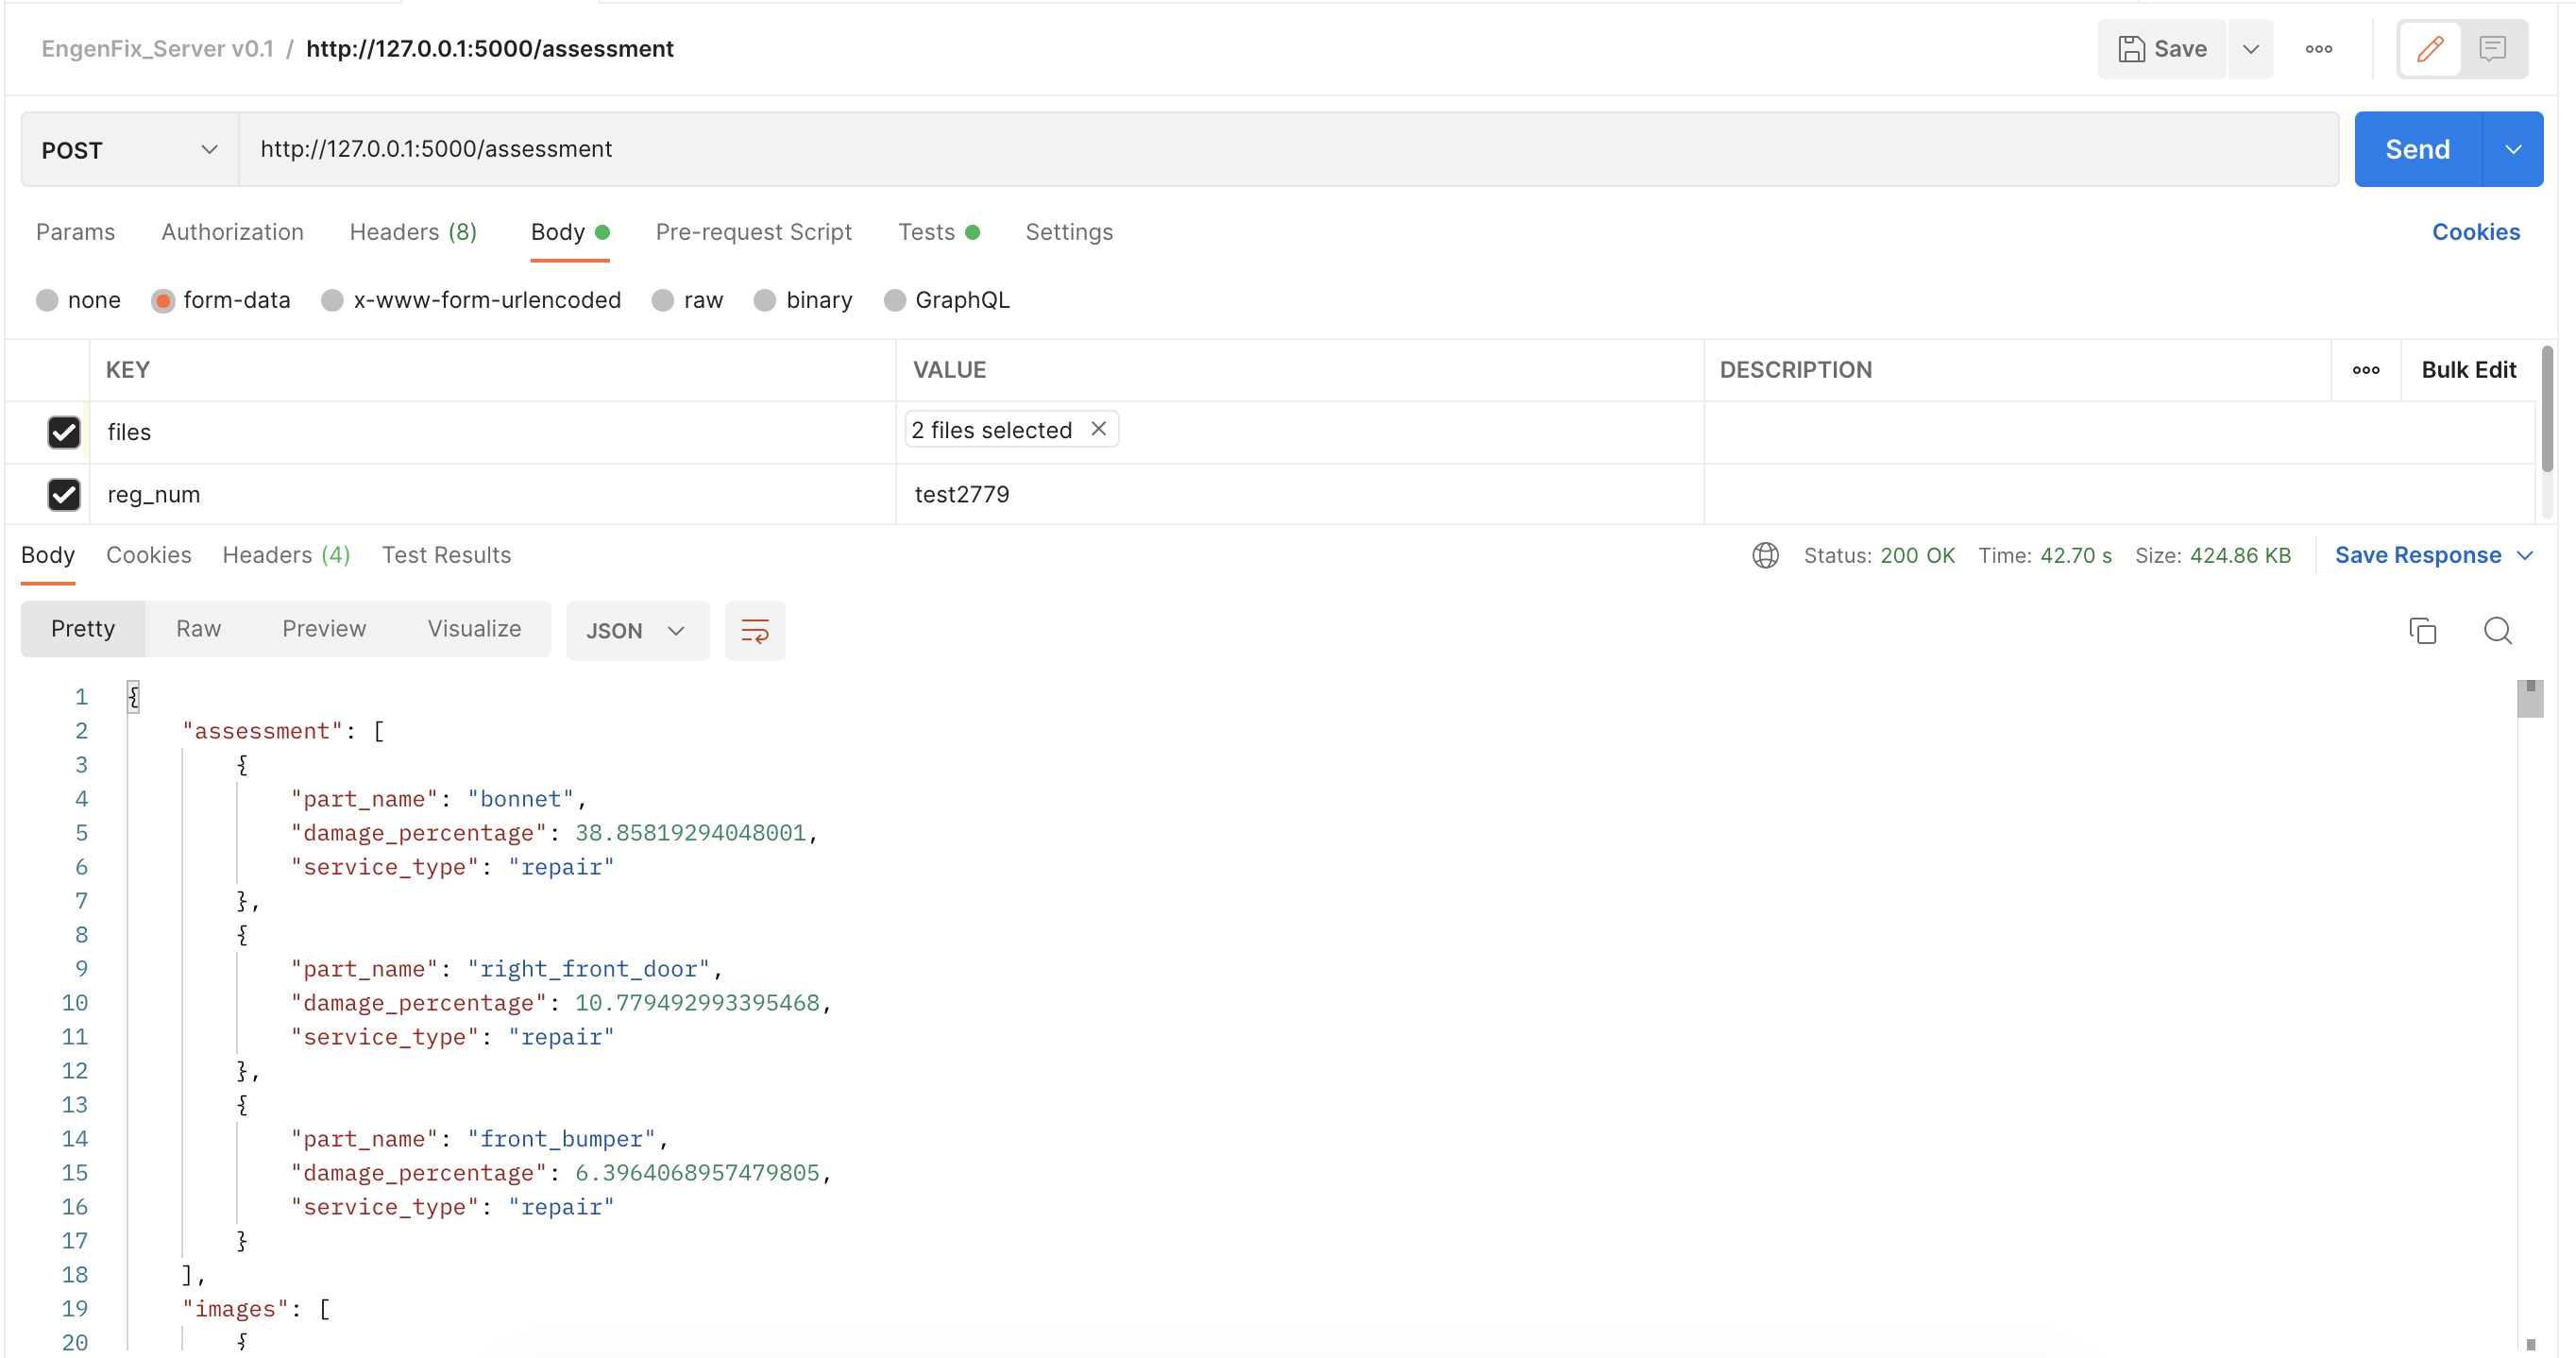 EngenFix_Server v0.1 / http://127.0.0.1:5000/assessment Save ooo
POST http://127.0.0.1:5000/assessment Send
Params Authorization Headers (8) Body Pre-request Script Tests Settings Cookies
none form-data x-www-form-urlencoded raw binary GraphQL
KEY VALUE DESCRIPTION ooo Bulk Edit
files 2 files selected
reg_num test2779
Body Cookies Headers (4) Test Results Status: 200 OK Time: 42.70 s Size: 424.86 KB Save Response
Pretty Raw Preview Visualize JSON
1 {
2 "assessment": [
3 {
4 "part_name": "bonnet",
5 "damage_percentage": 38.85819294048001,
6 "service_type": "repair"
7 },
8 {
9 "part_name": "right_front_door",
10 "damage_percentage": 10.779492993395468,
11 "service_type": "repair"
12 },
13 {
14 "part_name": "front_bumper",
15 "damage_percentage": 6.3964068957479805,
16 "service_type": "repair"
17 }
18 ],
19 "images": [
20 {